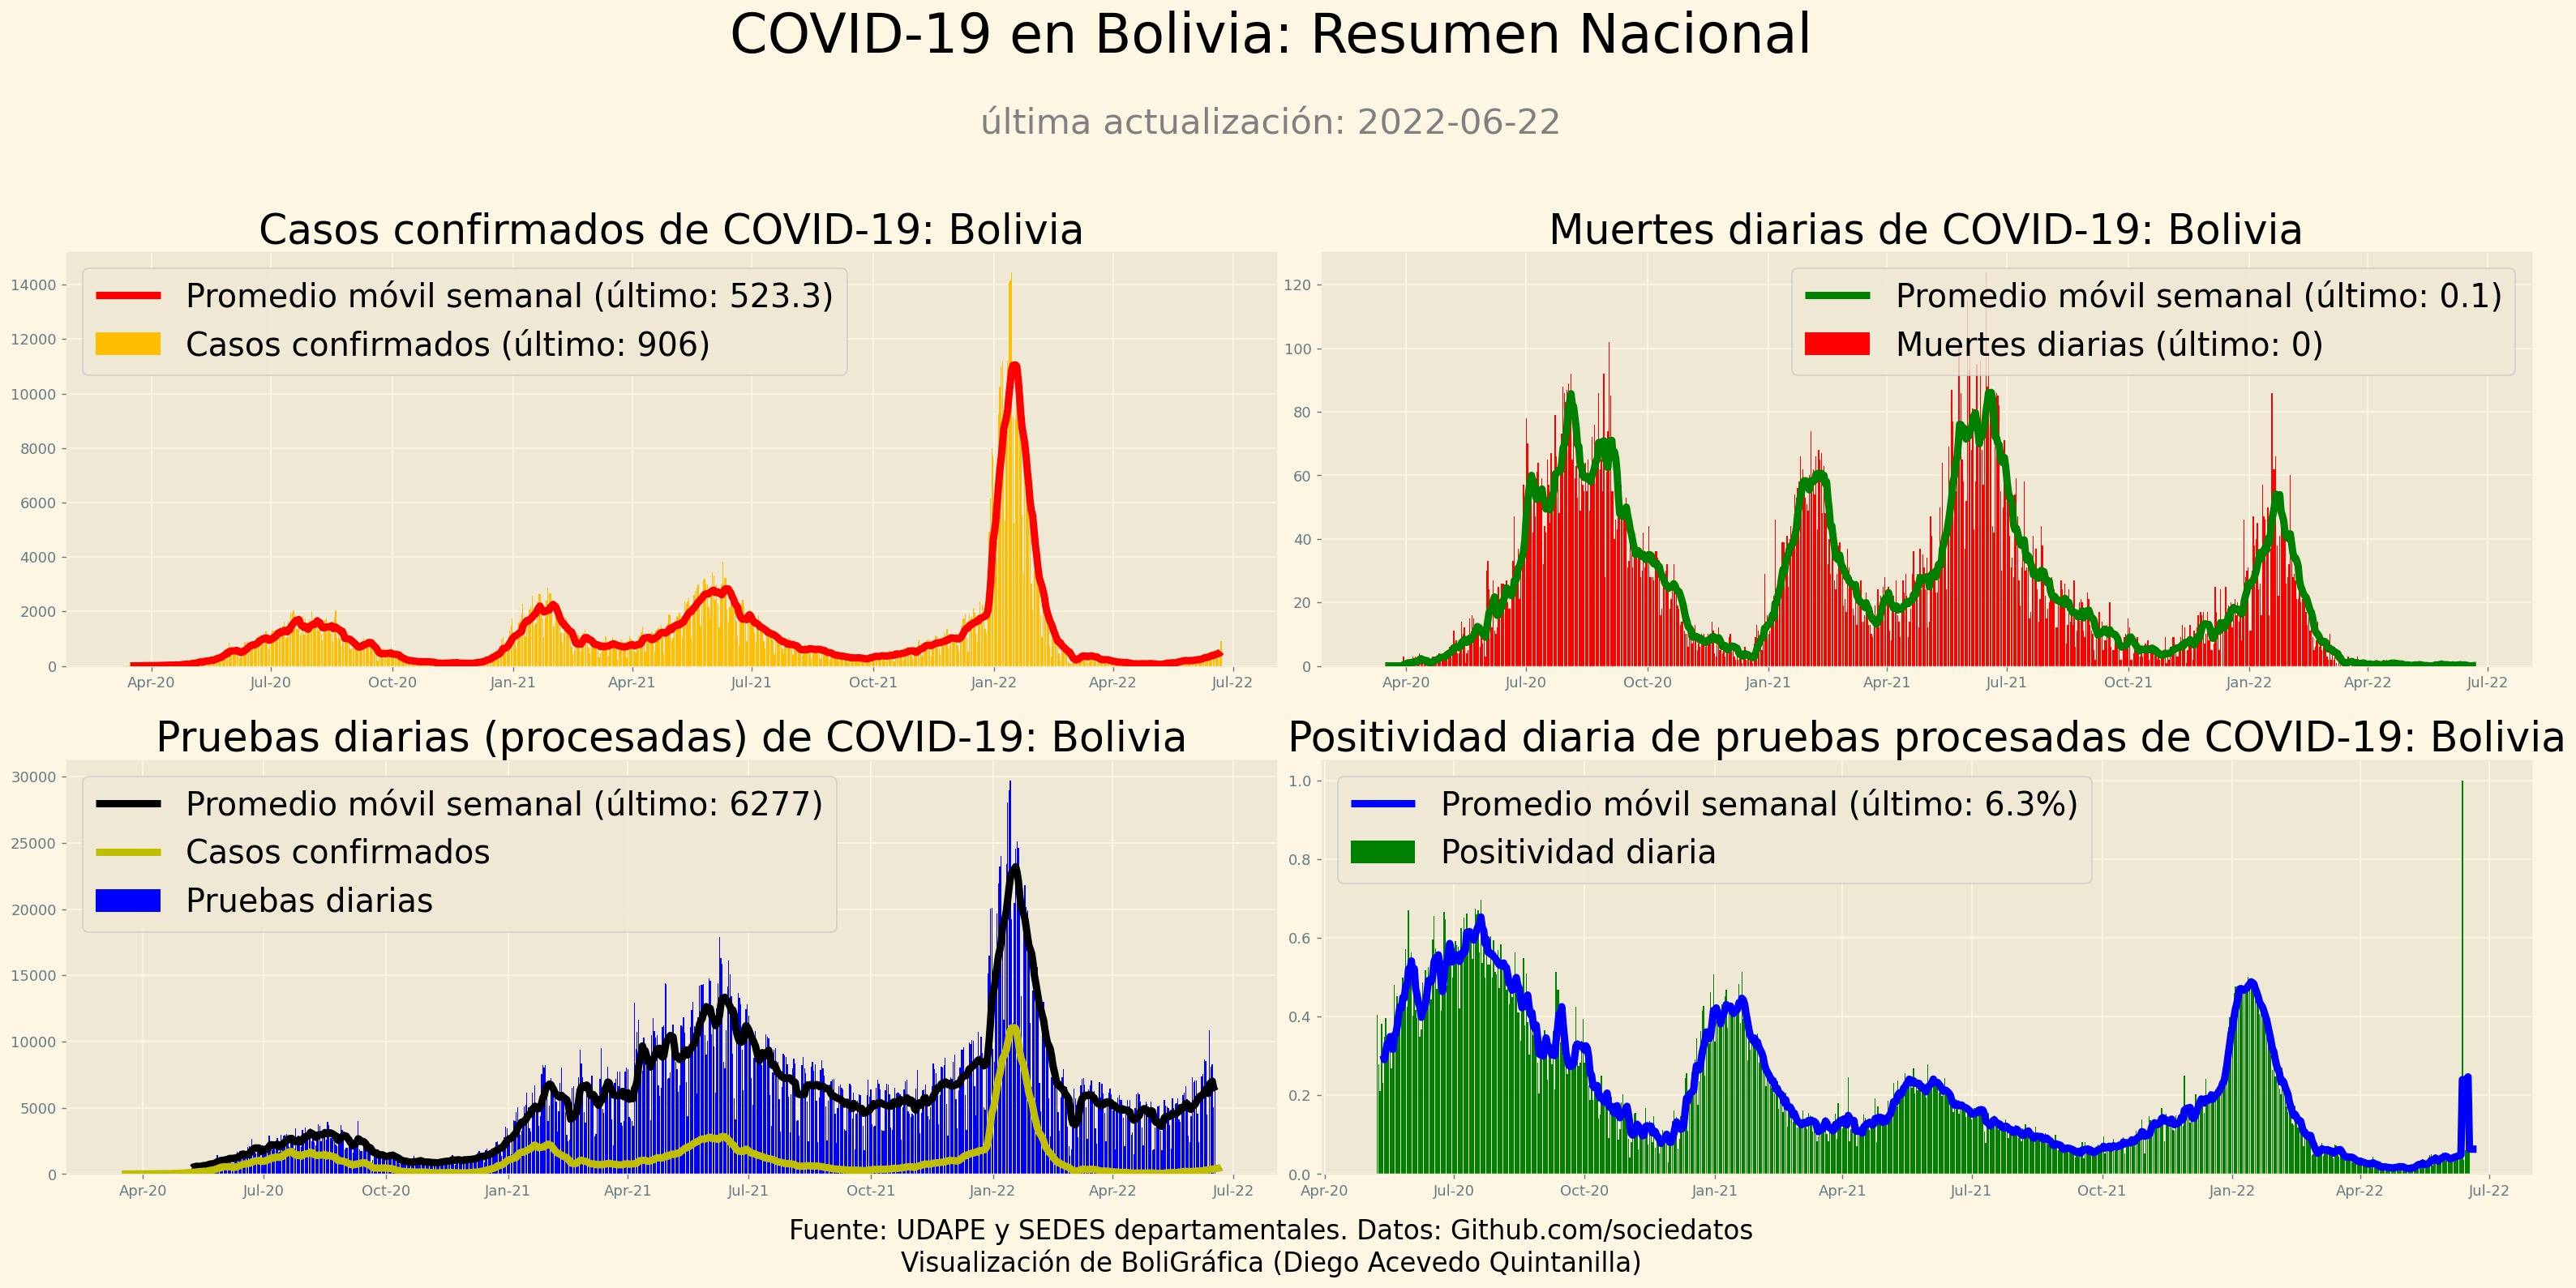 COVID-19 en Bolivia: Resumen Nacional
última actualización: 2022-06-22
Casos confirmados de COVID-19: Bolivia
Promedio móvil semanal (último: 523.3)
Casos confirmados (último: 906)
14000
12000
10000
8000
6000
4000
2000
0
Apr-20 Jul-20 Oct-20 Jan-21 Apr-21 Jul-21 Oct-21 Jan-22 Apr-22 Jul-22
Muertes diarias de COVID-19: Bolivia
Promedio móvil semanal (último: 0.1)
Muertes diarias (último: 0)
120
100
80
60
40
20
0
Apr-20 Jul-20 Oct-20 Jan-21 Apr-21 Jul-21 Oct-21 Jan-22 Apr-22 Jul-22
Pruebas diarias (procesadas) de COVID-19: Bolivia
Promedio móvil semanal (último: 6277)
Casos confirmados
Pruebas diarias
30000
25000
20000
15000
10000
5000
0
Apr-20 Jul-20 Oct-20 Jan-21 Apr-21 Jul-21 Oct-21 Jan-22 Apr-22 Jul-22
Positividad diaria de pruebas procesadas de COVID-19: Bolivia
Promedio móvil semanal (último: 6.3%)
Positividad diaria
1.0
0.8
0.6
0.4
0.2
0.0
Apr-20 Jul-20 Oct-20 Jan-21 Apr-21 Jul-21 Oct-21 Jan-22 Apr-22 Jul-22
Fuente: UDAPE y SEDES departamentales. Datos: Github.com/sociedatos
Visualización de BoliGráfica (Diego Acevedo Quintanilla)